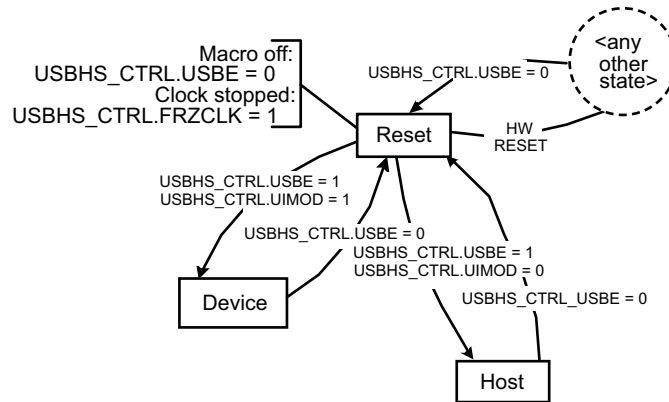 Macro off:
USBHS_CTRL.USBE = 0
Clock stopped:
USBHS_CTRL.FRZCLK = 1
<any
other
state>
USBHS_CTRL.USBE = 0
Reset
HW
RESET
USBHS_CTRL.USBE = 1
USBHS_CTRL.UIMOD = 1
USBHS_CTRL.USBE = 0
USBHS_CTRL.USBE = 1
USBHS_CTRL.UIMOD = 0
USBHS_CTRL_USBE = 0
Device
Host